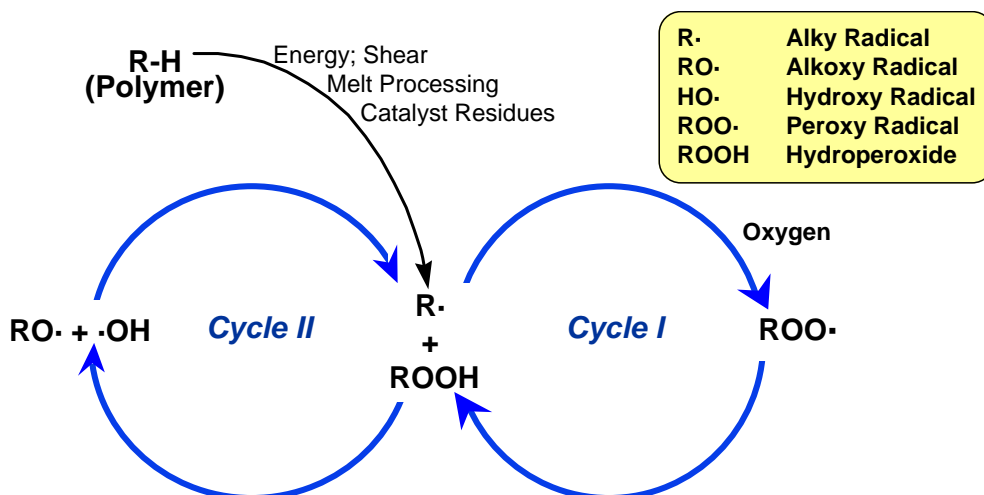 R-H
(Polymer)
Energy; Shear
Melt Processing
Catalyst Residues
R· Alky Radical
RO· Alkoxy Radical
HO· Hydroxy Radical
ROO· Peroxy Radical
ROOH Hydroperoxide
Oxygen
RO· + ·OH
Cycle II
R·
+
ROOH
Cycle I
ROO·